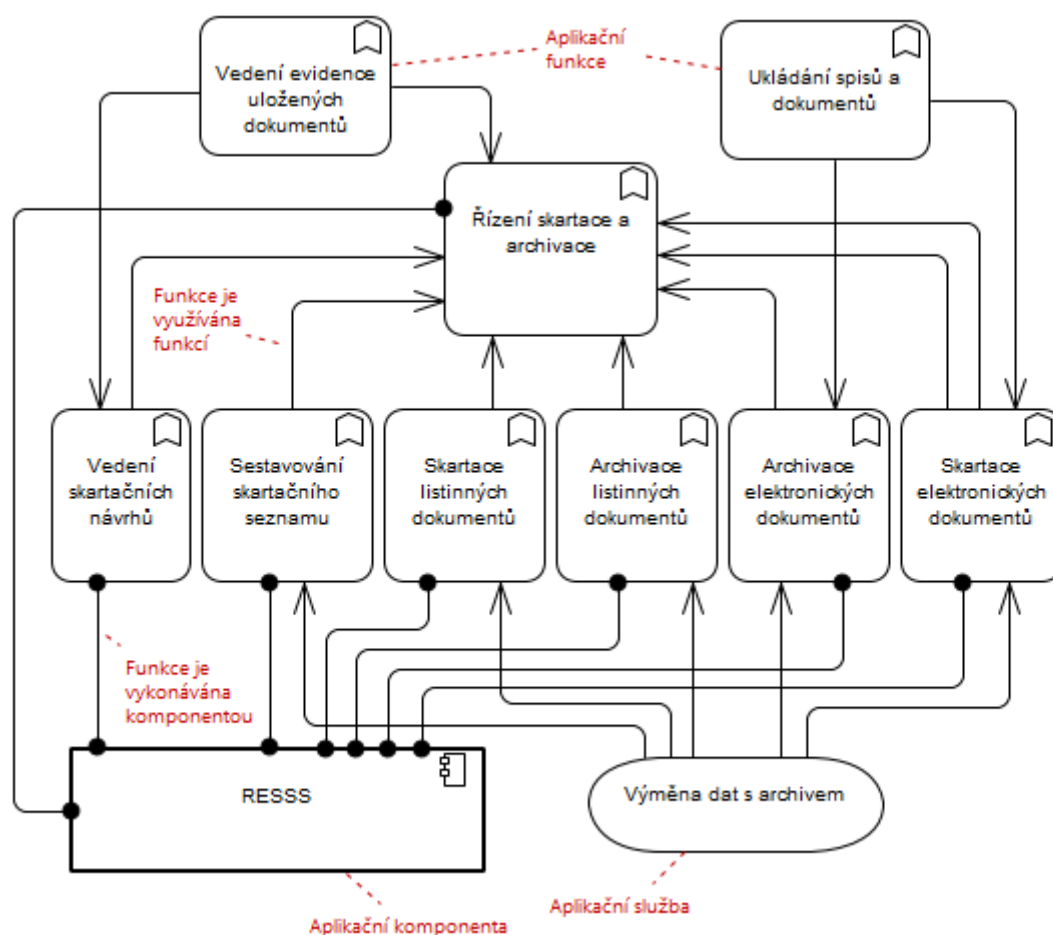 Aplikační
funkce
Vedení evidence
uložených
dokumentů
Ukládání spisů a
dokumentů
Řízení skartace a
archivace
Funkce je
využívána
funkcí
Vedení
skartačních
návrhů
Sestavování
skartačního
seznamu
Skartace
listinných
dokumentů
Archivace
listinných
dokumentů
Archivace
elektronických
dokumentů
Skartace
elektronických
dokumentů
Funkce je
vykonávána
komponentou
RESSS
Výměna dat s archivem
Aplikační komponenta
Aplikační služba